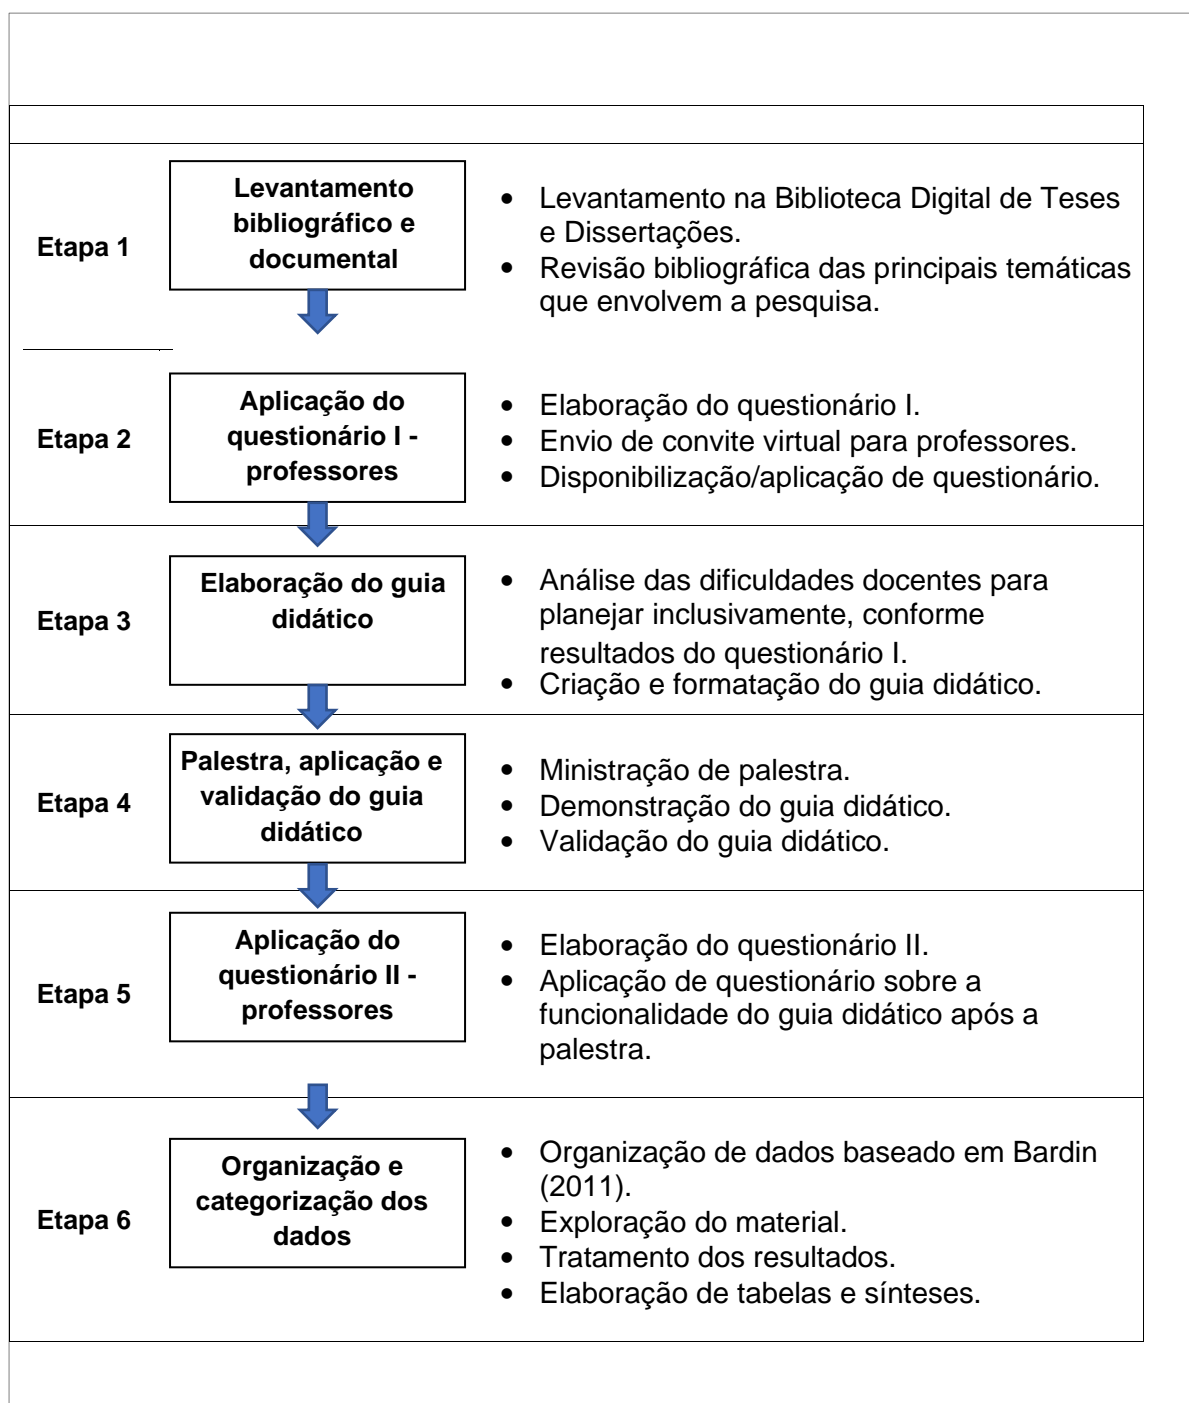 Etapa 1
Levantamento
bibliográfico e
documental
• Levantamento na Biblioteca Digital de Teses
e Dissertações.
• Revisão bibliográfica das principais temáticas
que envolvem a pesquisa.
Etapa 2
Aplicação do
questionário I -
professores
• Elaboração do questionário I.
• Envio de convite virtual para professores.
• Disponibilização/aplicação de questionário.
Etapa 3
Elaboração do guia
didático
• Análise das dificuldades docentes para
planejar inclusivamente, conforme
resultados do questionário I.
• Criação e formatação do guia didático.
Etapa 4
Palestra, aplicação e
validação do guia
didático
• Ministração de palestra.
• Demonstração do guia didático.
• Validação do guia didático.
Etapa 5
Aplicação do
questionário II -
professores
• Elaboração do questionário II.
• Aplicação de questionário sobre a
funcionalidade do guia didático após a
palestra.
Etapa 6
Organização e
categorização dos
dados
• Organização de dados baseado em Bardin
(2011).
• Exploração do material.
• Tratamento dos resultados.
• Elaboração de tabelas e sínteses.